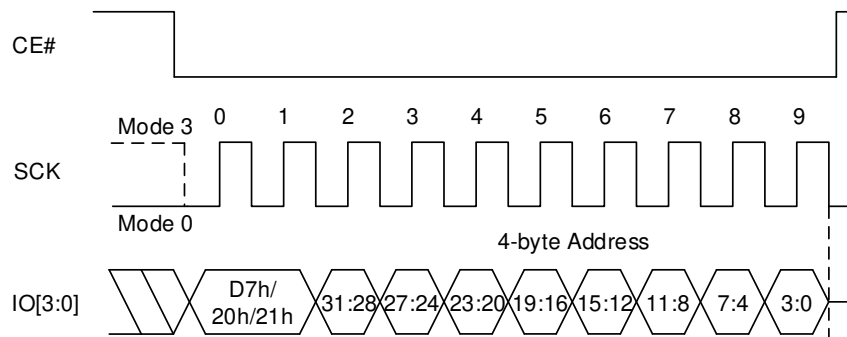 CE#
0 1 2 3 4 5 6 7 8 9
Mode 3
SCK
Mode 0
4-byte Address
IO[3:0]
D7h/
20h/21h
31:28 27:24 23:20 19:16 15:12 11:8 7:4 3:0